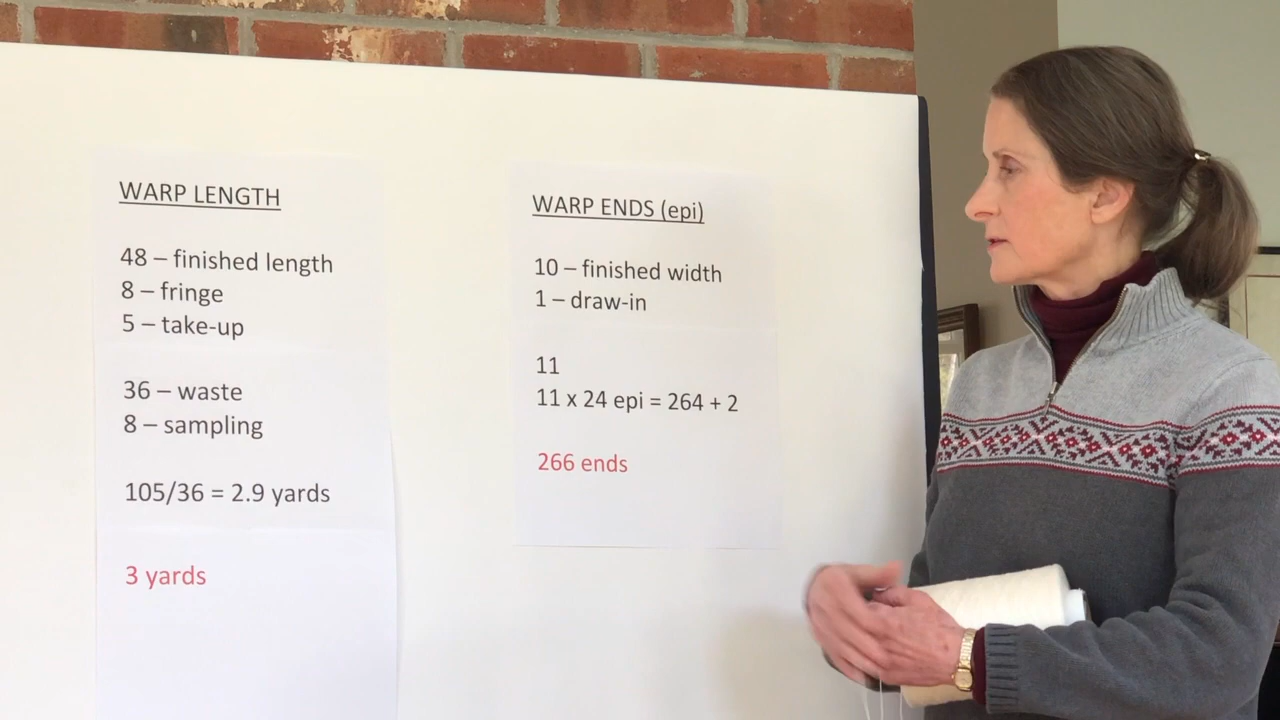 WARP LENGTH
48 – finished length
8 – fringe
5 – take-up
36 – waste
8 – sampling
105/36 = 2.9 yards
3 yards
WARP ENDS (epi)
10 – finished width
1 – draw-in
11
11 x 24 epi = 264 + 2
266 ends